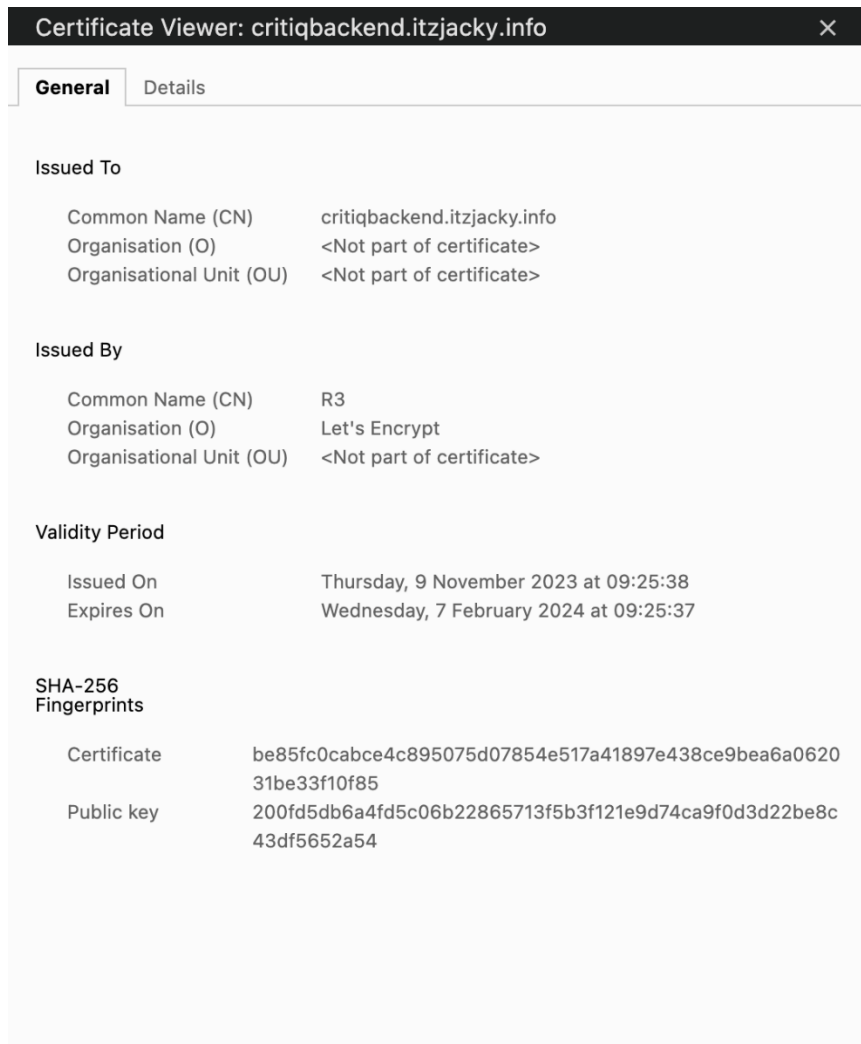 Certificate Viewer: critiqbackend.itzjacky.info ×
General Details
Issued To
Common Name (CN) critiqbackend.itzjacky.info
Organisation (O) <Not part of certificate>
Organisational Unit (OU) <Not part of certificate>
Issued By
Common Name (CN) R3
Organisation (O) Let's Encrypt
Organisational Unit (OU) <Not part of certificate>
Validity Period
Issued On Thursday, 9 November 2023 at 09:25:38
Expires On Wednesday, 7 February 2024 at 09:25:37
SHA-256
Fingerprints
Certificate be85fc0cabce4c895075d07854e517a41897e438ce9bea6a0620
31be33f10f85
Public key 200fd5db6a4fd5c06b22865713f5b3f121e9d74ca9f0d3d22be8c
43df5652a54